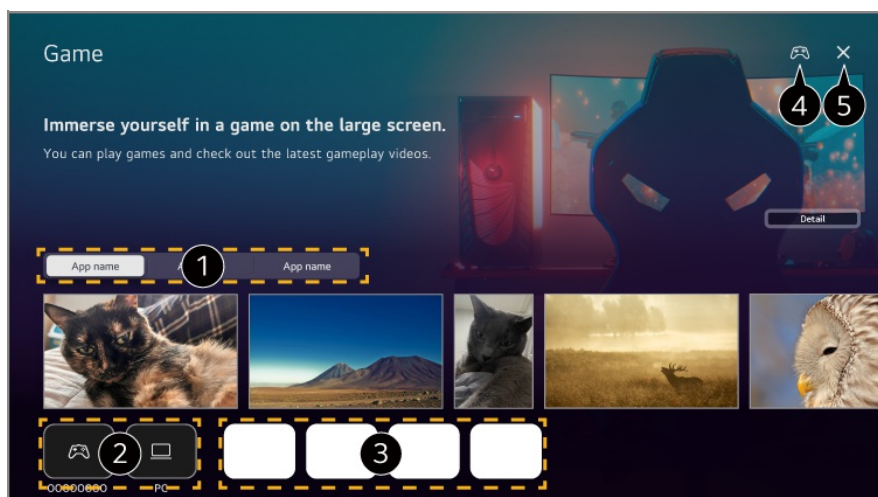 Game
4 5
Immerse yourself in a game on the large screen.
You can play games and check out the latest gameplay videos.
Detail
App name 1 App name
2 3
PC